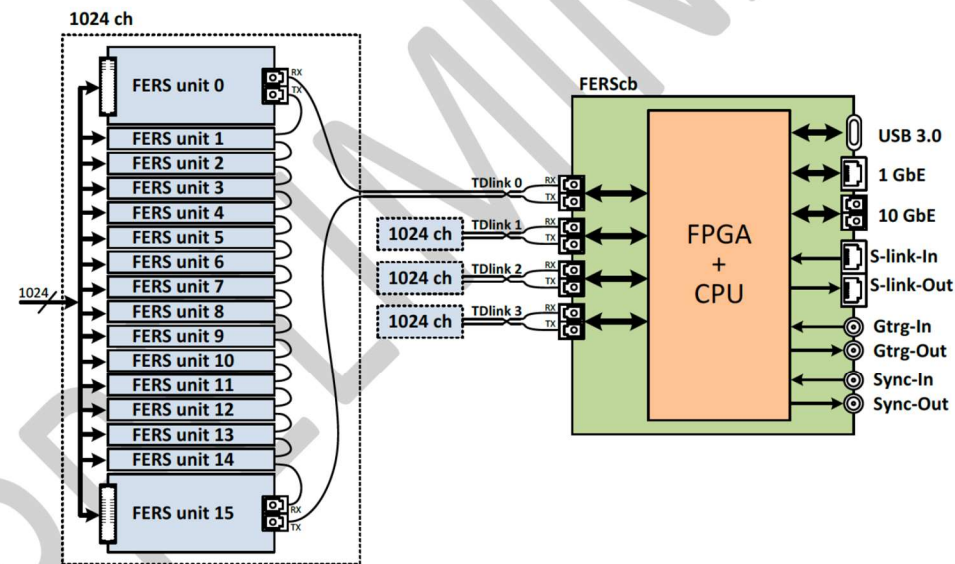 1024 ch
FERS unit 0
RX
TX
FERS unit 1
FERS unit 2
FERS unit 3
FERS unit 4
FERS unit 5
FERS unit 6
FERS unit 7
FERS unit 8
FERS unit 9
FERS unit 10
FERS unit 11
FERS unit 12
FERS unit 13
FERS unit 14
FERS unit 15
RX
TX
1024
TDlink 0
RX
TX
1024 ch
TDlink 1
RX
TX
1024 ch
TDlink 2
RX
TX
1024 ch
TDlink 3
RX
TX
FERScb
FPGA
+
CPU
USB 3.0
1 GbE
10 GbE
S-link-In
S-link-Out
Gtrg-In
Gtrg-Out
Sync-In
Sync-Out